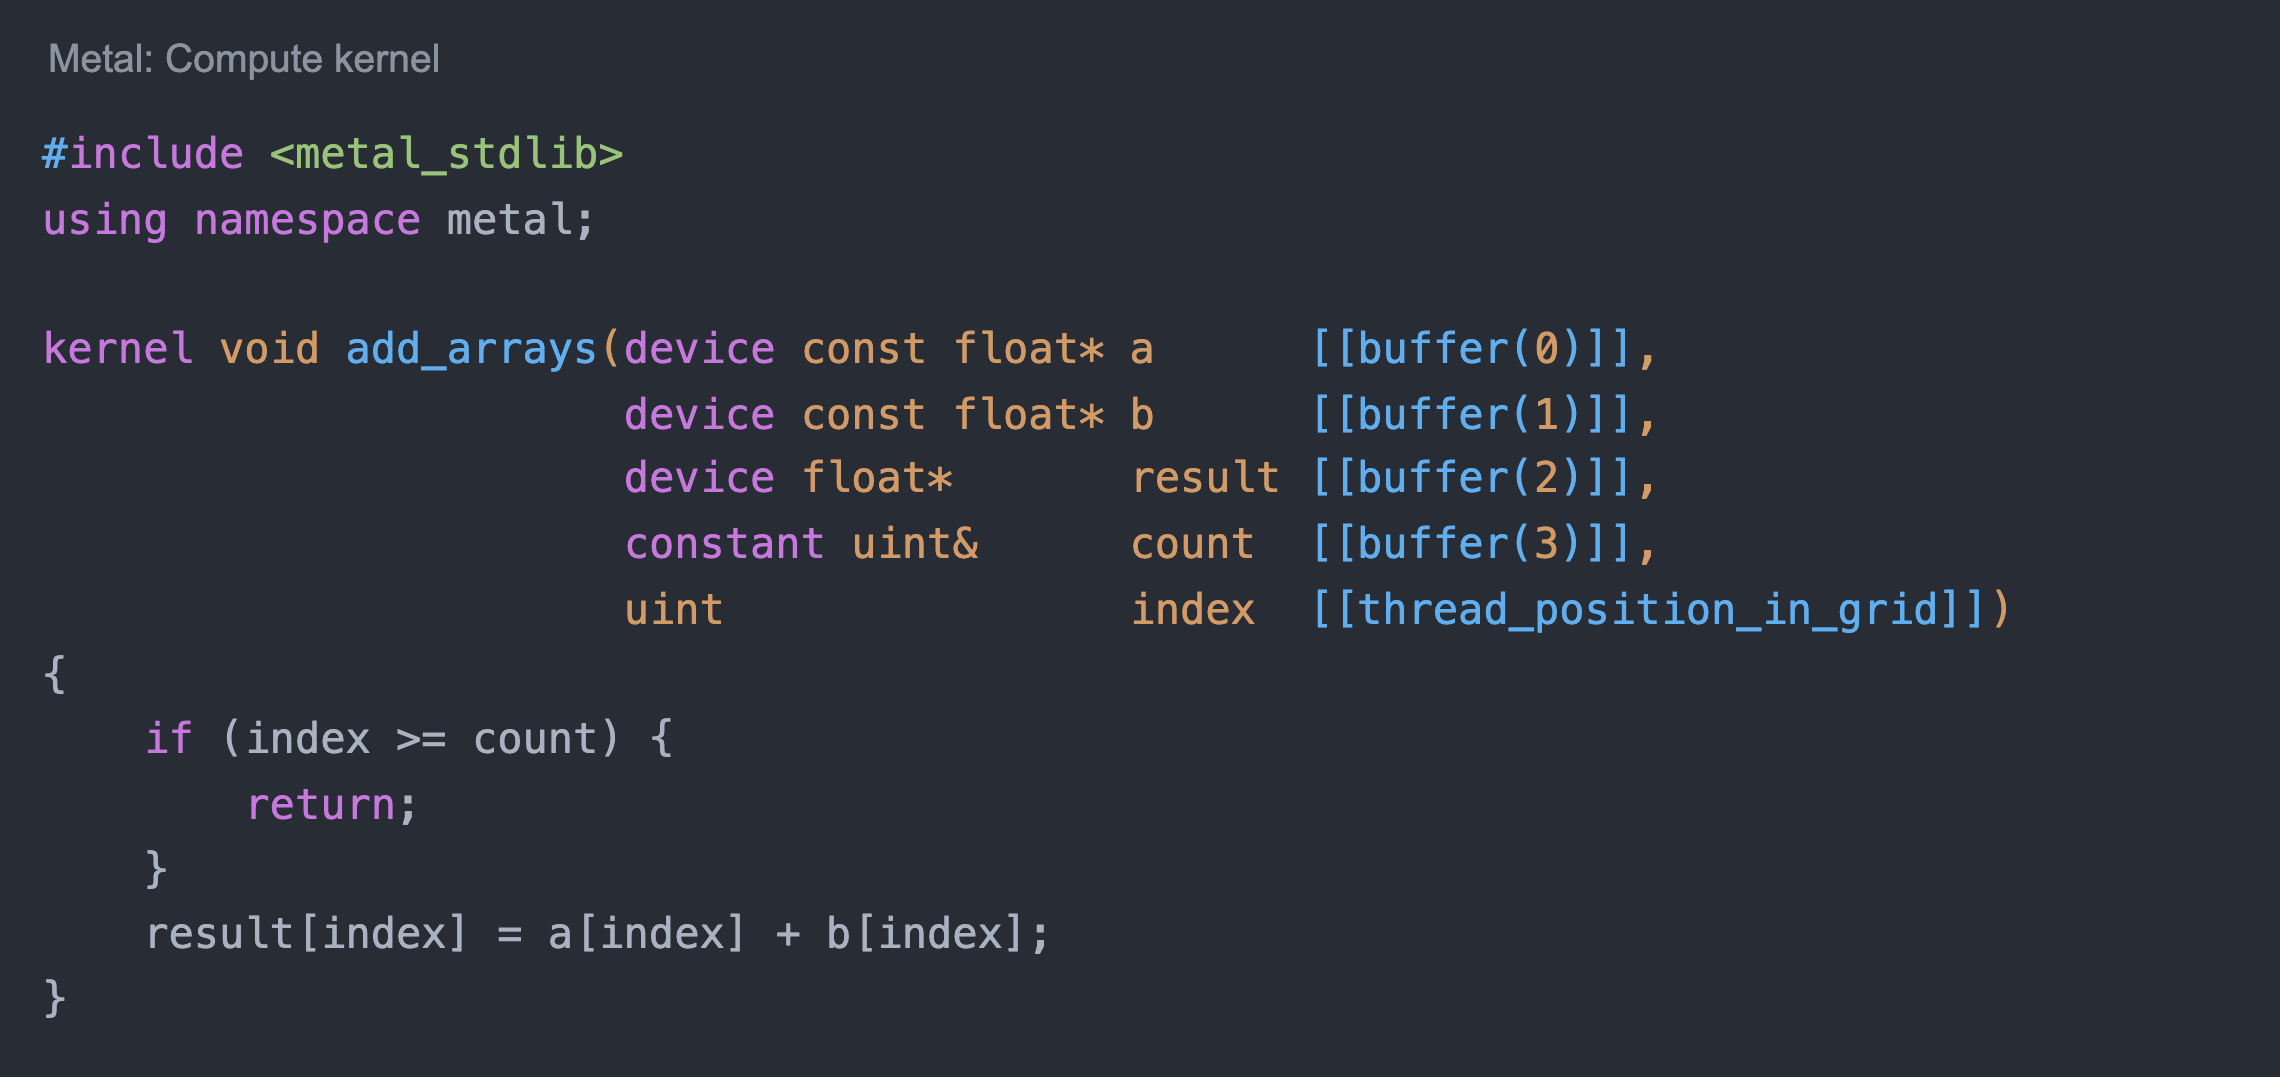 Metal: Compute kernel
#include <metal_stdlib>
using namespace metal;

kernel void add_arrays(device const float* a      [[buffer(0)]],
                       device const float* b      [[buffer(1)]],
                       device float*       result [[buffer(2)]],
                       constant uint&      count  [[buffer(3)]],
                       uint                index  [[thread_position_in_grid]])
{
    if (index >= count) {
        return;
    }
    result[index] = a[index] + b[index];
}